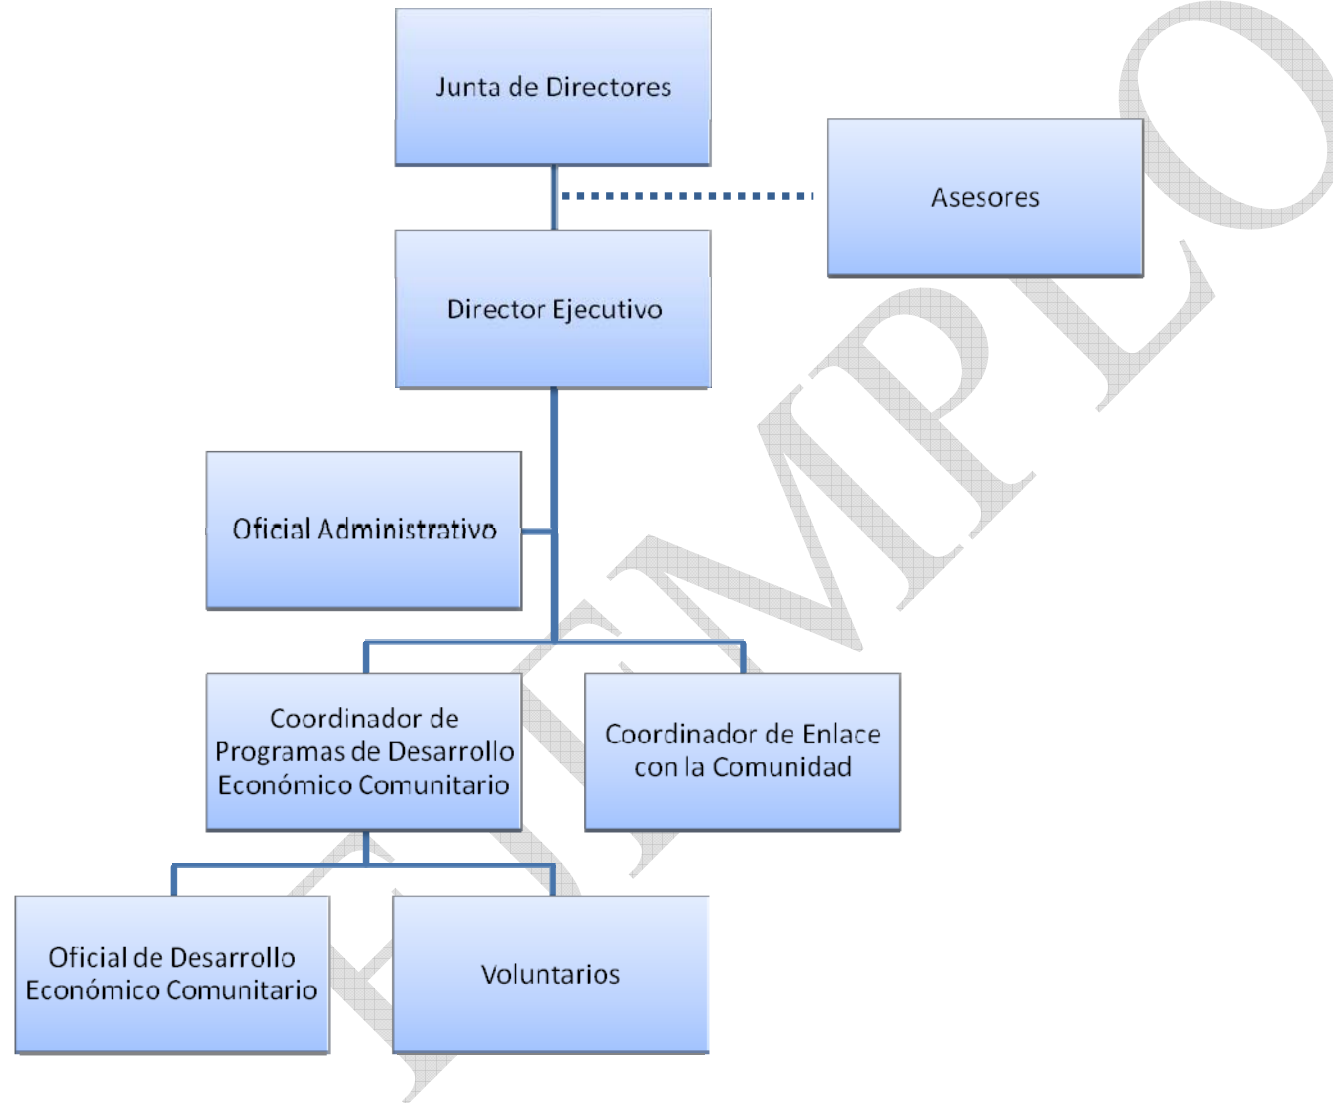 Junta de Directores
Asesores
Director Ejecutivo
Oficial Administrativo
Coordinador de
Programas de Desarrollo
Económico Comunitario
Coordinador de Enlace
con la Comunidad
Oficial de Desarrollo
Económico Comunitario
Voluntarios
EJEMPLO